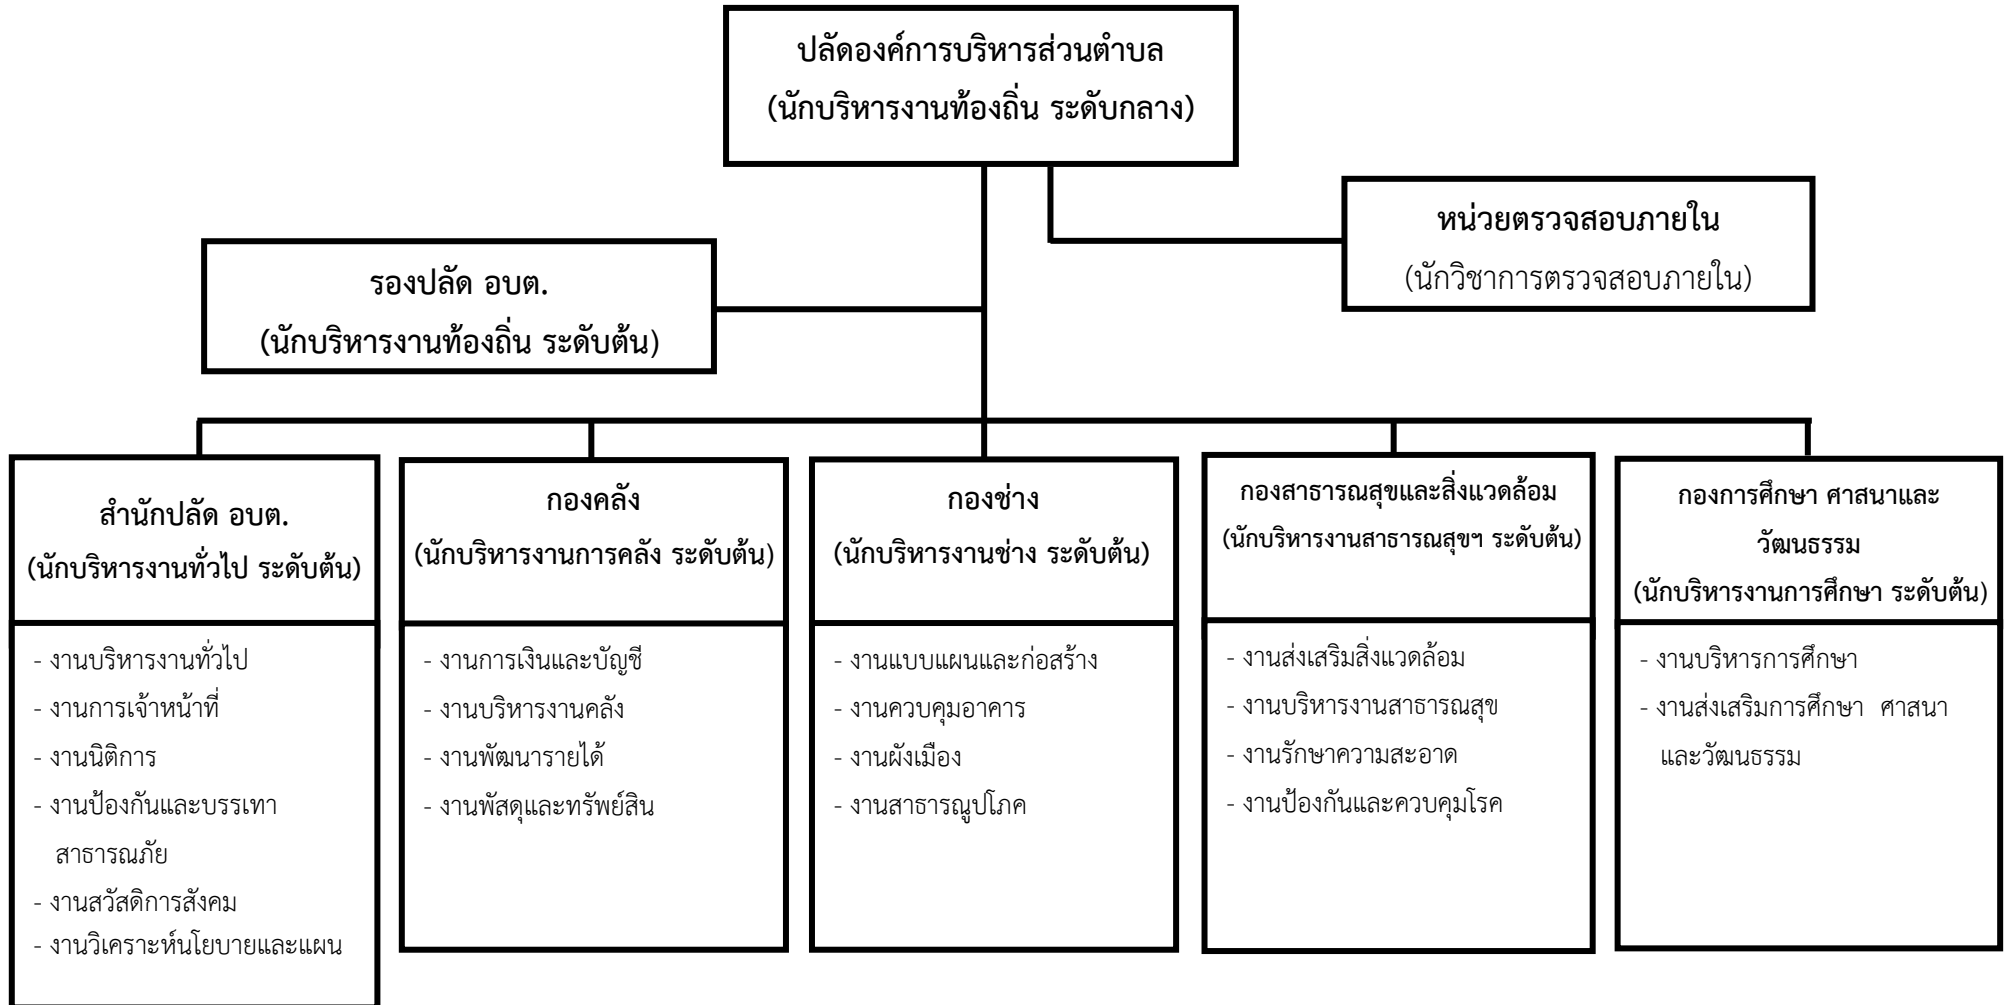 ปลัดองค์การบริหารส่วนตำบล
(นักบริหารงานท้องถิ่น ระดับกลาง)
หน่วยตรวจสอบภายใน
(นักวิชาการตรวจสอบภายใน)
รองปลัด อบต.
(นักบริหารงานท้องถิ่น ระดับต้น)
สำนักปลัด อบต.
(นักบริหารงานทั่วไป ระดับต้น)
- งานบริหารงานทั่วไป
- งานการเจ้าหน้าที่
- งานนิติการ
- งานป้องกันและบรรเทา
สาธารณภัย
- งานสวัสดิการสังคม
- งานวิเคราะห์นโยบายและแผน
กองคลัง
(นักบริหารงานการคลัง ระดับต้น)
- งานการเงินและบัญชี
- งานบริหารงานคลัง
- งานพัฒนารายได้
- งานพัสดุและทรัพย์สิน
กองช่าง
(นักบริหารงานช่าง ระดับต้น)
- งานแบบแผนและก่อสร้าง
- งานควบคุมอาคาร
- งานผังเมือง
- งานสาธารณูปโภค
กองสาธารณสุขและสิ่งแวดล้อม
(นักบริหารงานสาธารณสุขฯ ระดับต้น)
- งานส่งเสริมสิ่งแวดล้อม
- งานบริหารงานสาธารณสุข
- งานรักษาความสะอาด
- งานป้องกันและควบคุมโรค
กองการศึกษา ศาสนาและ
วัฒนธรรม
(นักบริหารงานการศึกษา ระดับต้น)
- งานบริหารการศึกษา
- งานส่งเสริมการศึกษา ศาสนา
และวัฒนธรรม